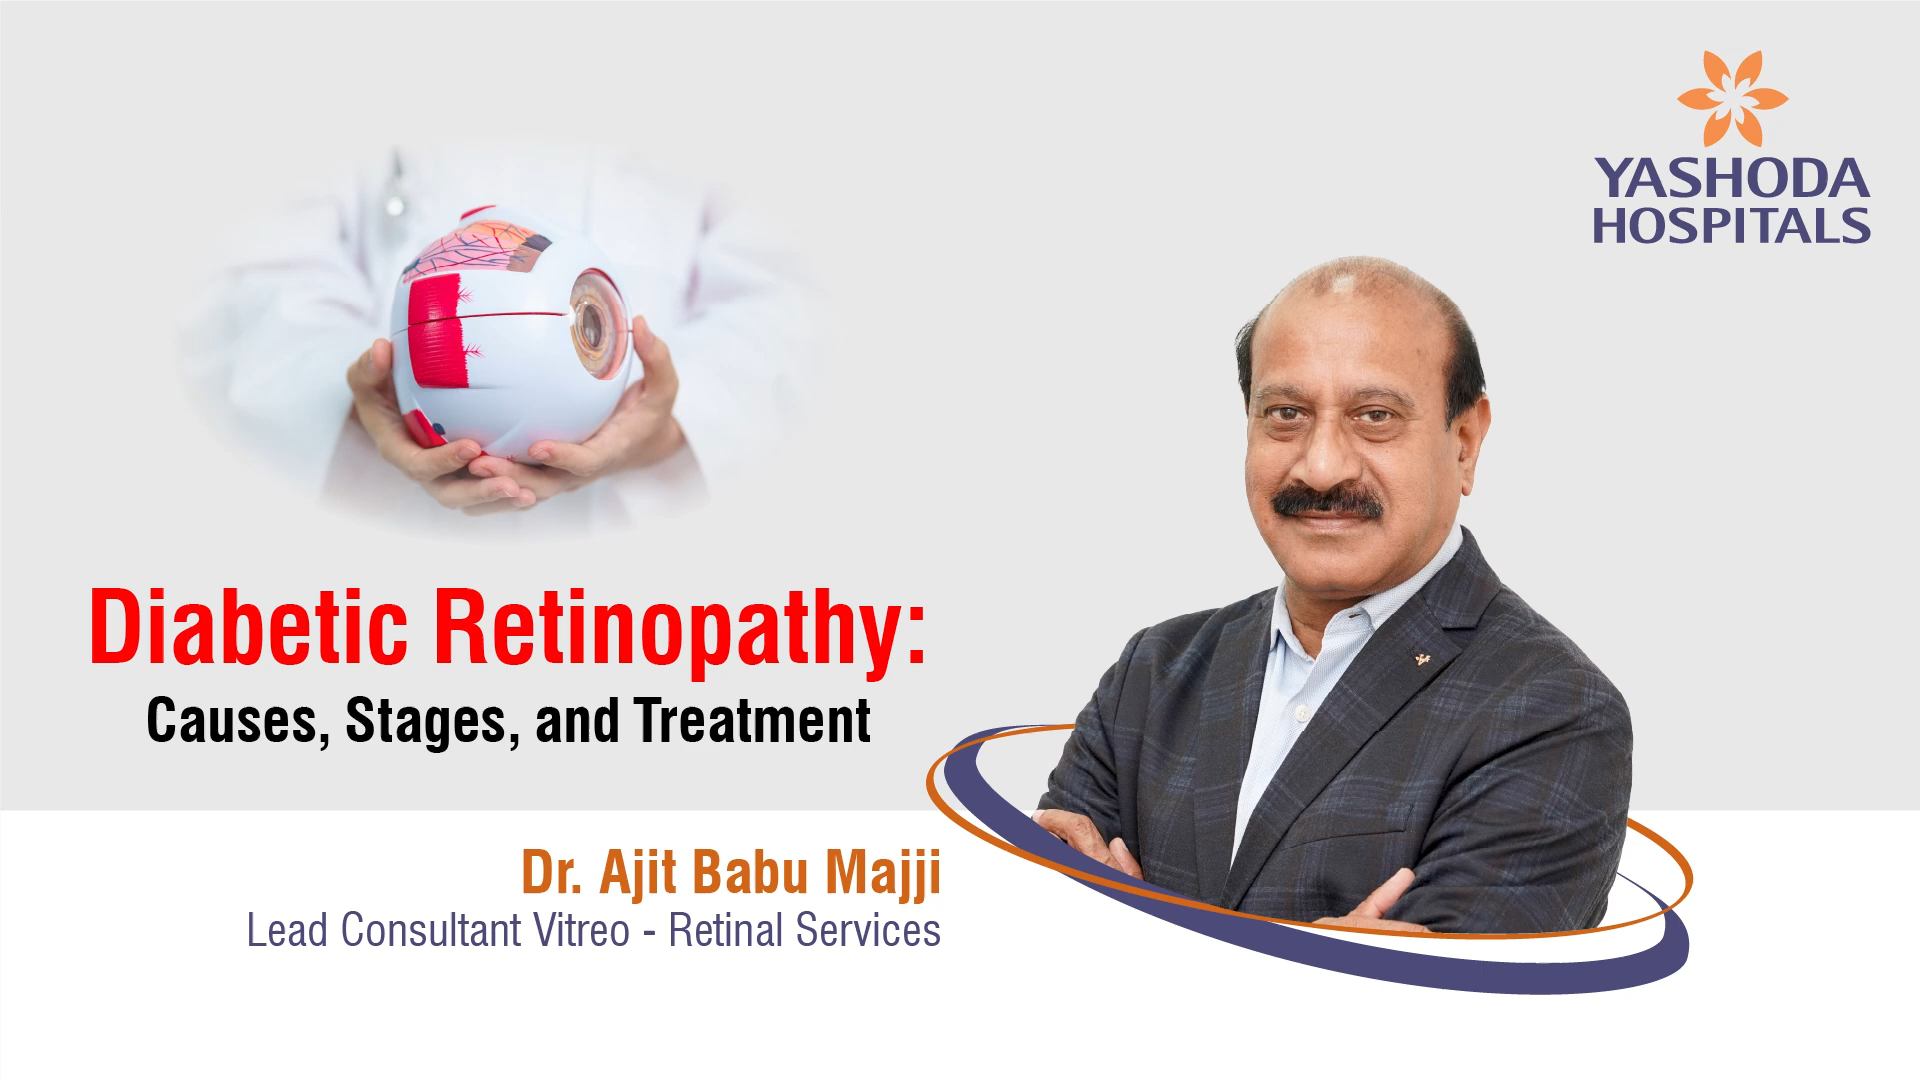 YASHODA
HOSPITALS
Diabetic Retinopathy:
Causes, Stages, and Treatment
Dr. Ajit Babu Majji
Lead Consultant Vitreo - Retinal Services